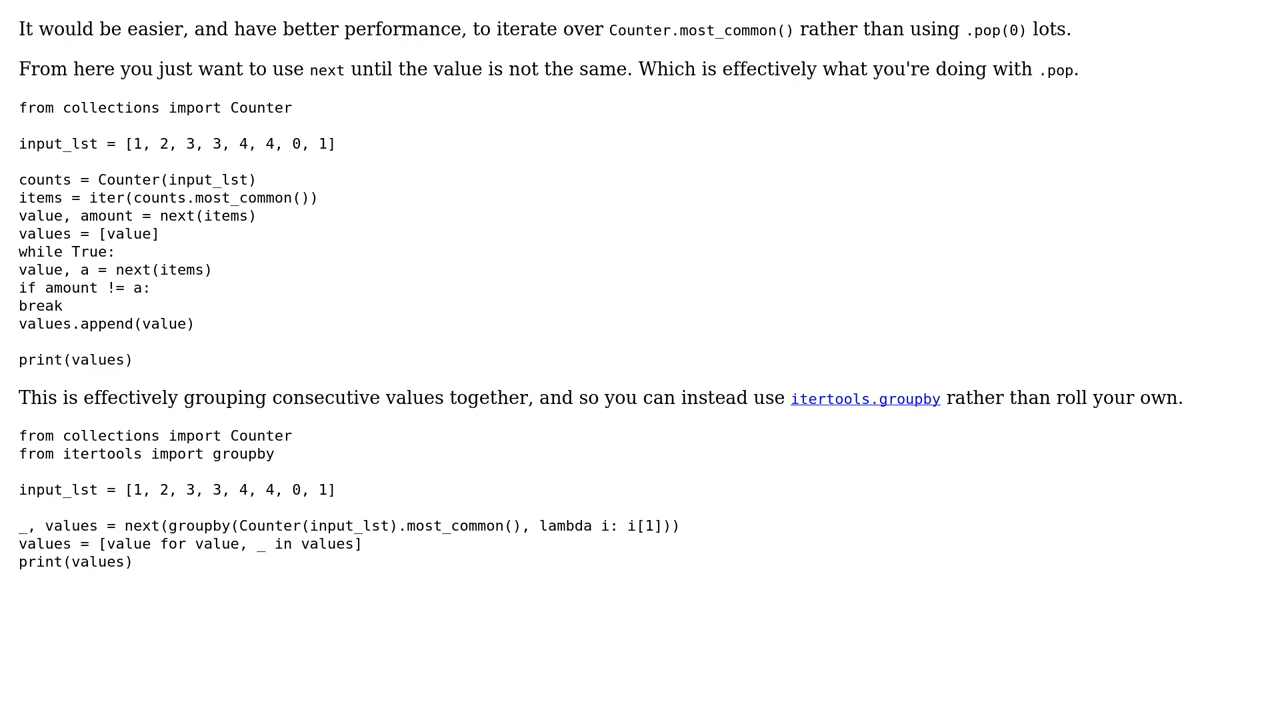 It would be easier, and have better performance, to iterate over Counter.most_common() rather than using .pop(0) lots.
From here you just want to use next until the value is not the same. Which is effectively what you're doing with .pop.
from collections import Counter
input_lst = [1, 2, 3, 3, 4, 4, 0, 1]
counts = Counter(input_lst)
items = iter(counts.most_common())
value, amount = next(items)
values = [value]
while True:
value, a = next(items)
if amount != a:
break
values.append(value)
print(values)
This is effectively grouping consecutive values together, and so you can instead use itertools.groupby rather than roll your own.
from collections import Counter
from itertools import groupby
input_lst = [1, 2, 3, 3, 4, 4, 0, 1]
_, values = next(groupby(Counter(input_lst).most_common(), lambda i: i[1]))
values = [value for value, _ in values]
print(values)